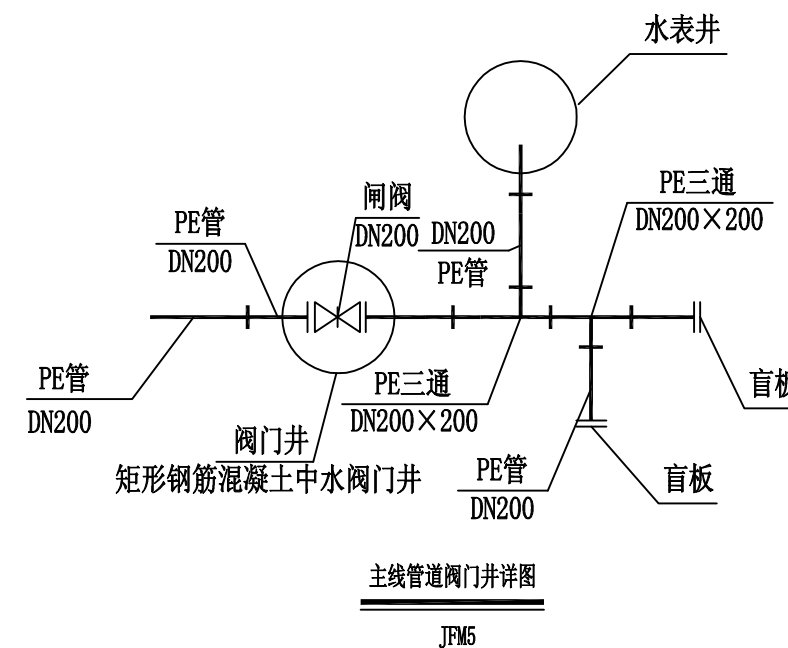 水表井
PE三通
DN200×200
闸阀
DN200
DN200
PE管
PE管
DN200
PE管
DN200
PE三通
DN200×200
盲板
阀门井
矩形钢筋混凝土中水阀门井
PE管
DN200
盲板
主线管道阀门井详图
JFM5